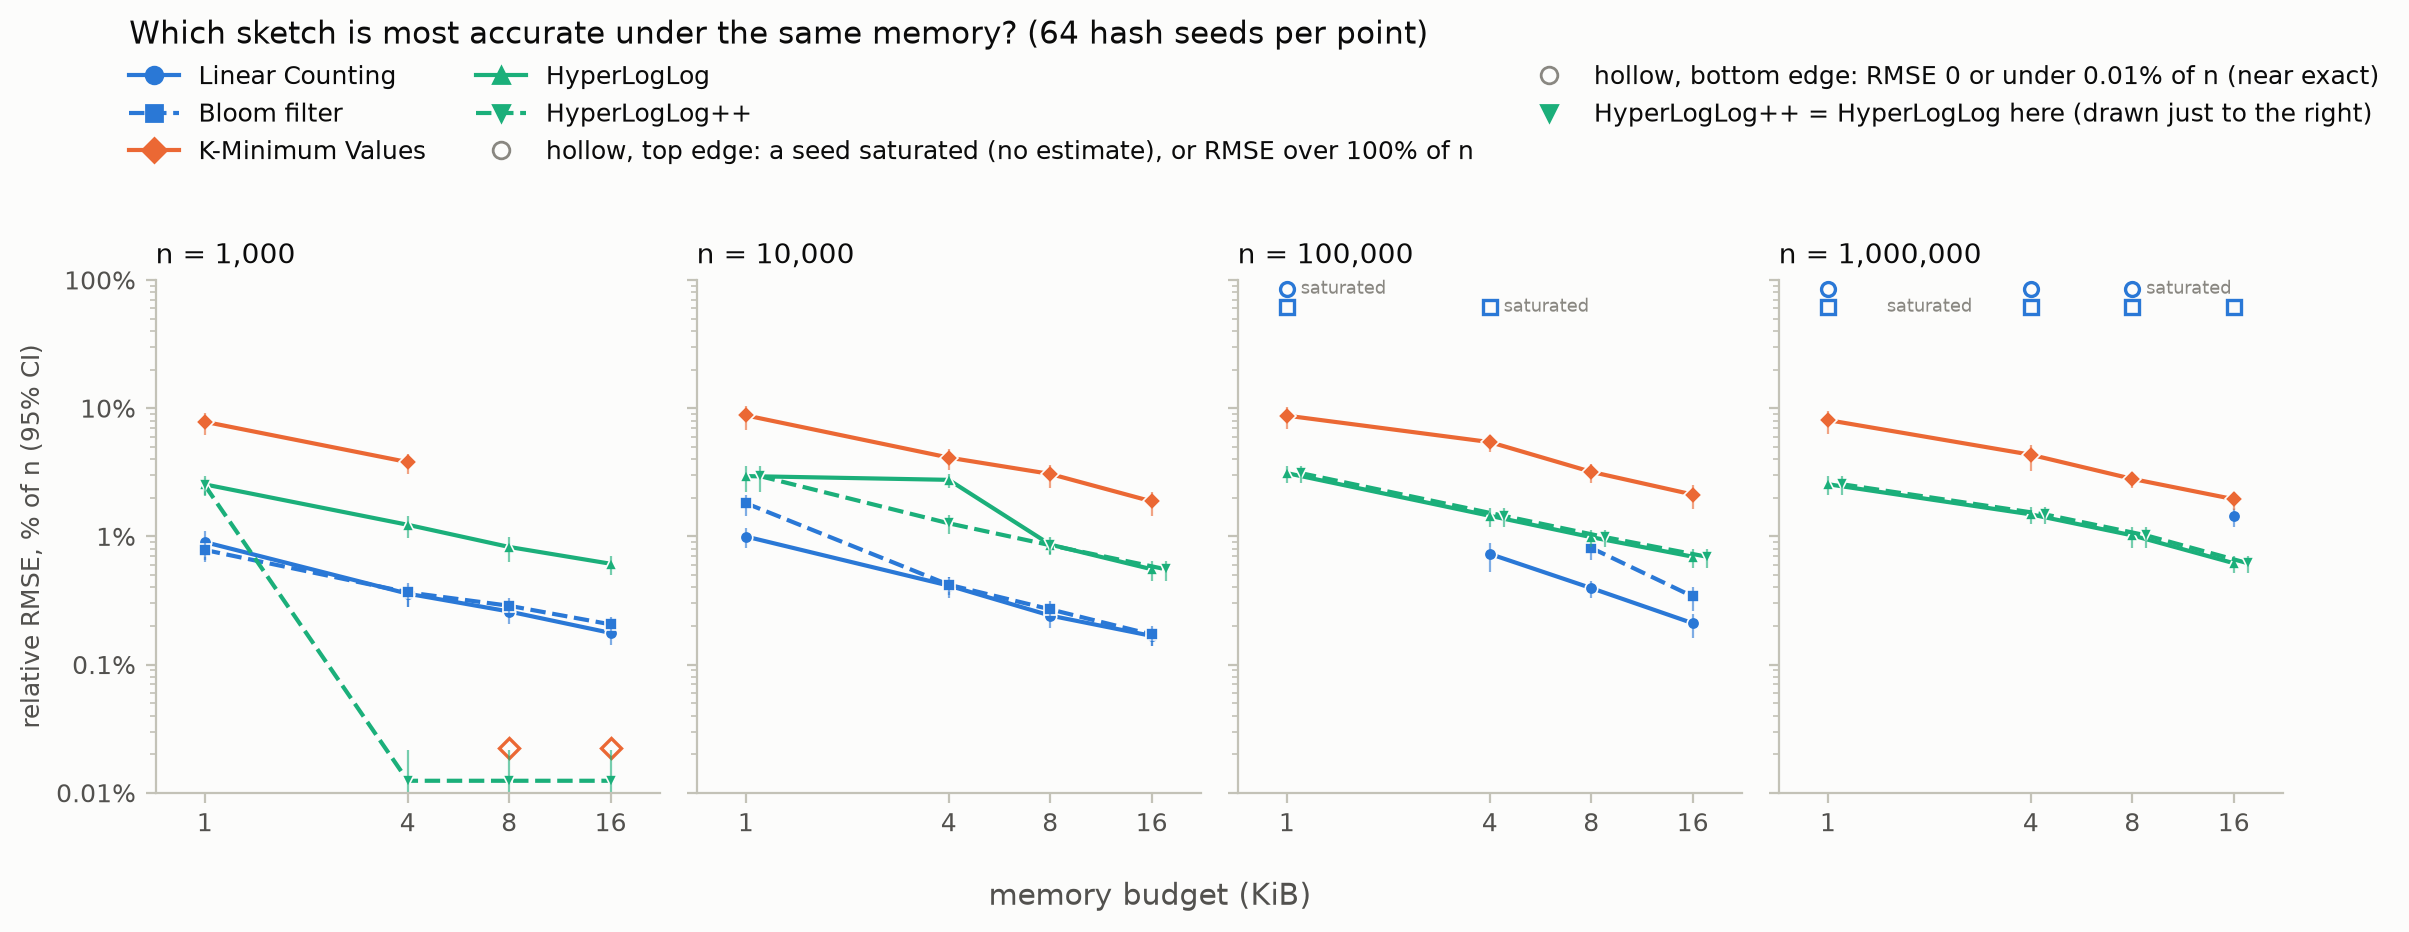 Which sketch is most accurate under the same memory? (64 hash seeds per point)
Linear Counting
Bloom filter
K-Minimum Values
HyperLogLog
HyperLogLog++
hollow, top edge: a seed saturated (no estimate), or RMSE over 100% of n
hollow, bottom edge: RMSE 0 or under 0.01% of n (near exact)
HyperLogLog++ = HyperLogLog here (drawn just to the right)
relative RMSE, % of n (95% CI)
n = 1,000
100%
10%
1%
0.1%
0.01%
1 4 8 16
n = 10,000
1 4 8 16
n = 100,000
saturated
saturated
1 4 8 16
n = 1,000,000
saturated
saturated
1 4 8 16
memory budget (KiB)